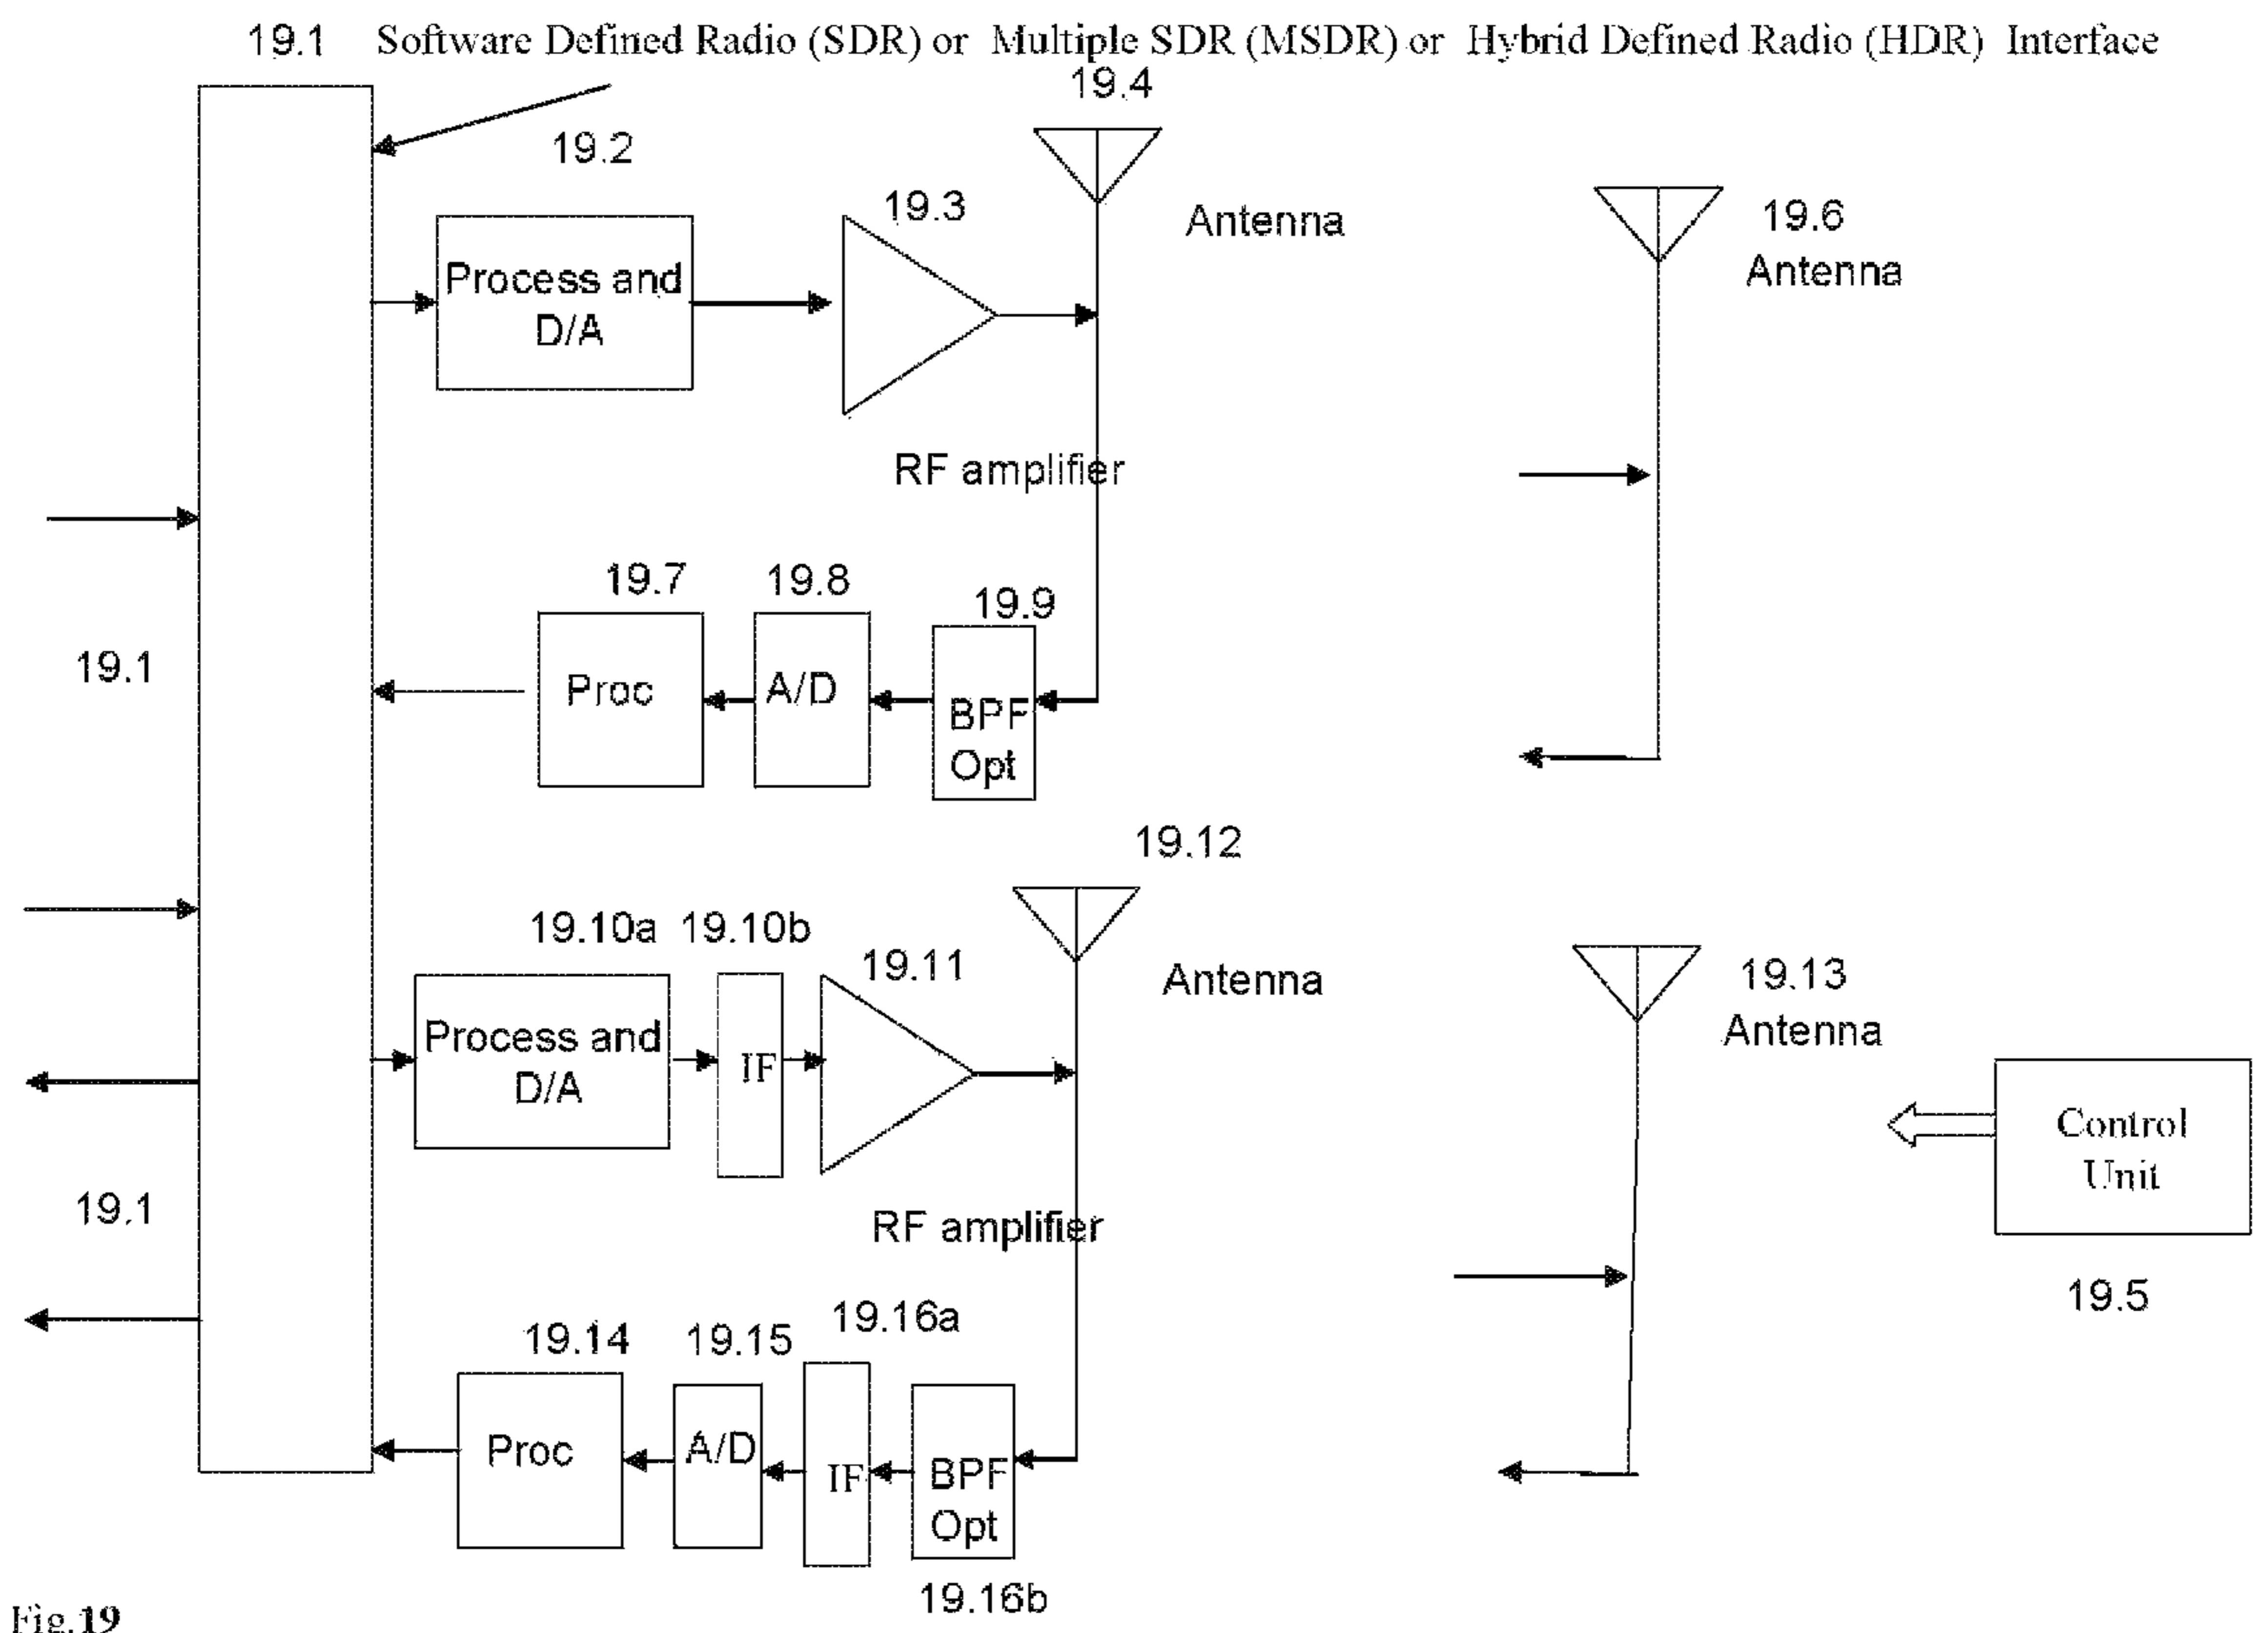 19.1 Software Defined Radio (SDR) or Multiple SDR (MSDR) or Hybrid Defined Radio (HDR) Interface
19.4
19.2
19.3
Antenna
19.6
Antenna
Process and
D/A
RF amplifier
19.7
19.8
19.9
19.1
Proc
A/D
BPF
Opt
19.12
19.10a
19.10b
19.11
Antenna
19.13
Antenna
Process and
D/A
IF
Control
Unit
19.1
RF amplifier
19.5
19.14
19.15
19.16a
Proc
A/D
IF
BPF
Opt
19.16b
Fig.19